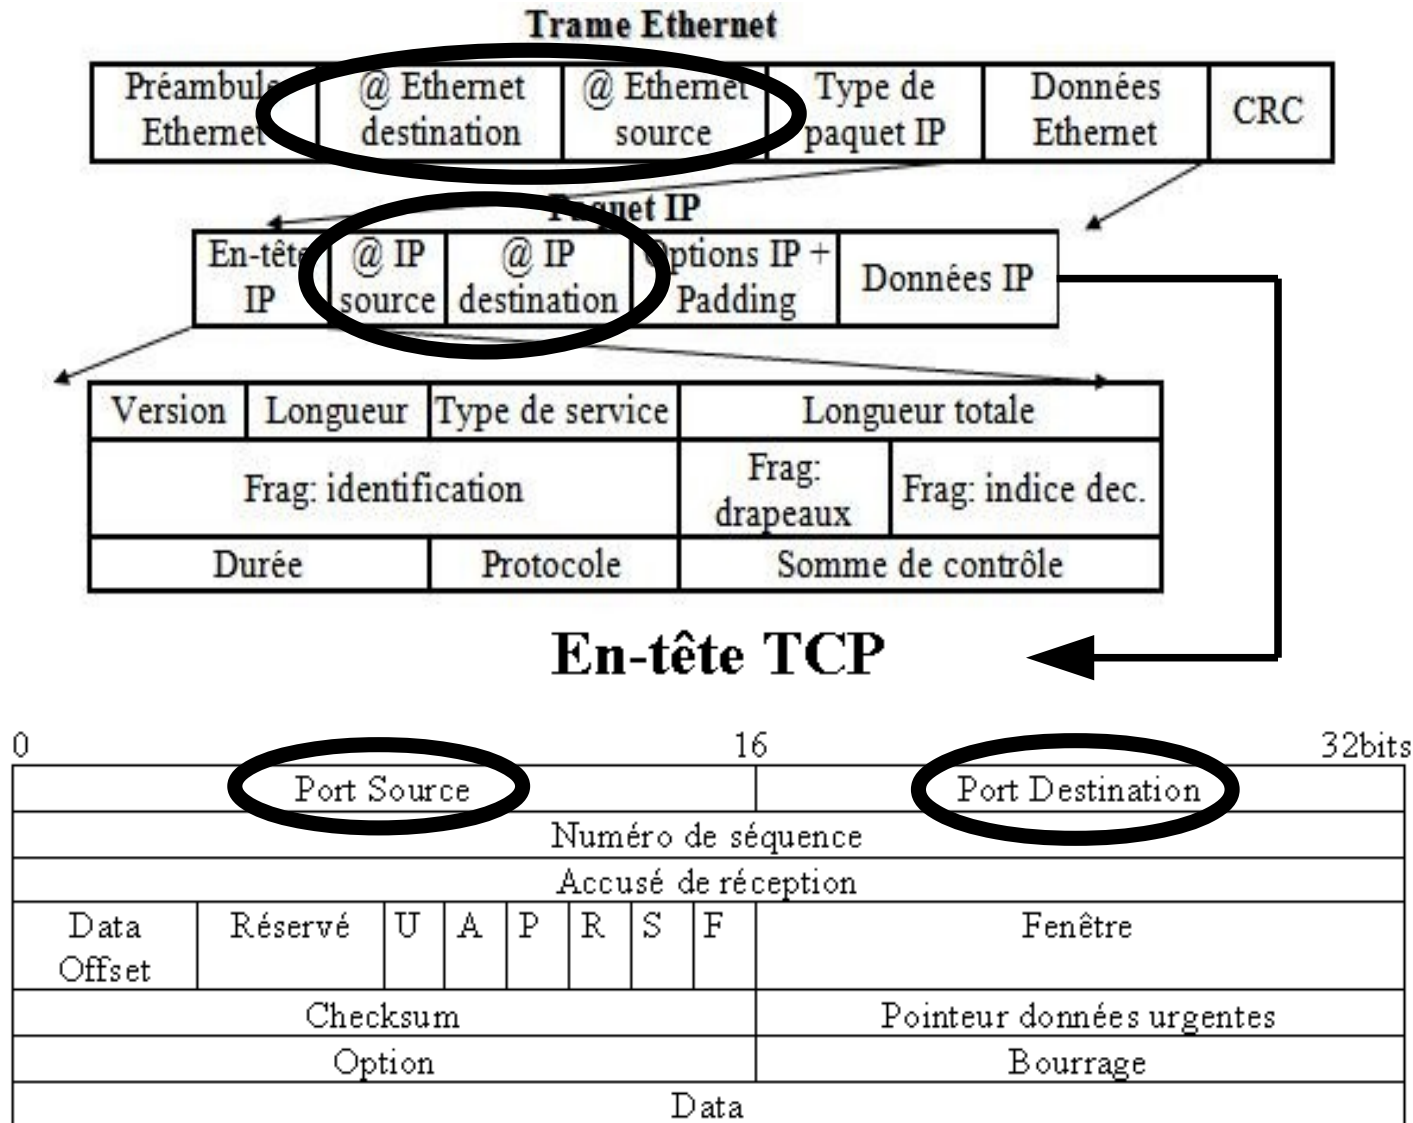 Trame Ethernet
Préambule Ethernet
@ Ethernet destination
@ Ethernet source
Type de paquet IP
Données Ethernet
CRC
Paquet IP
En-tête IP
@ IP source
@ IP destination
Options IP + Padding
Données IP
Version
Longueur
Type de service
Longueur totale
Frag: identification
Frag: drapeaux
Frag: indice dec.
Durée
Protocole
Somme de contrôle
En-tête TCP
0 16 32bits
Port Source
Port Destination
Numéro de séquence
Accusé de réception
Data Offset
Réservé
U A P R S F
Fenêtre
Checksum
Pointeur données urgentes
Option
Bourrage
Data